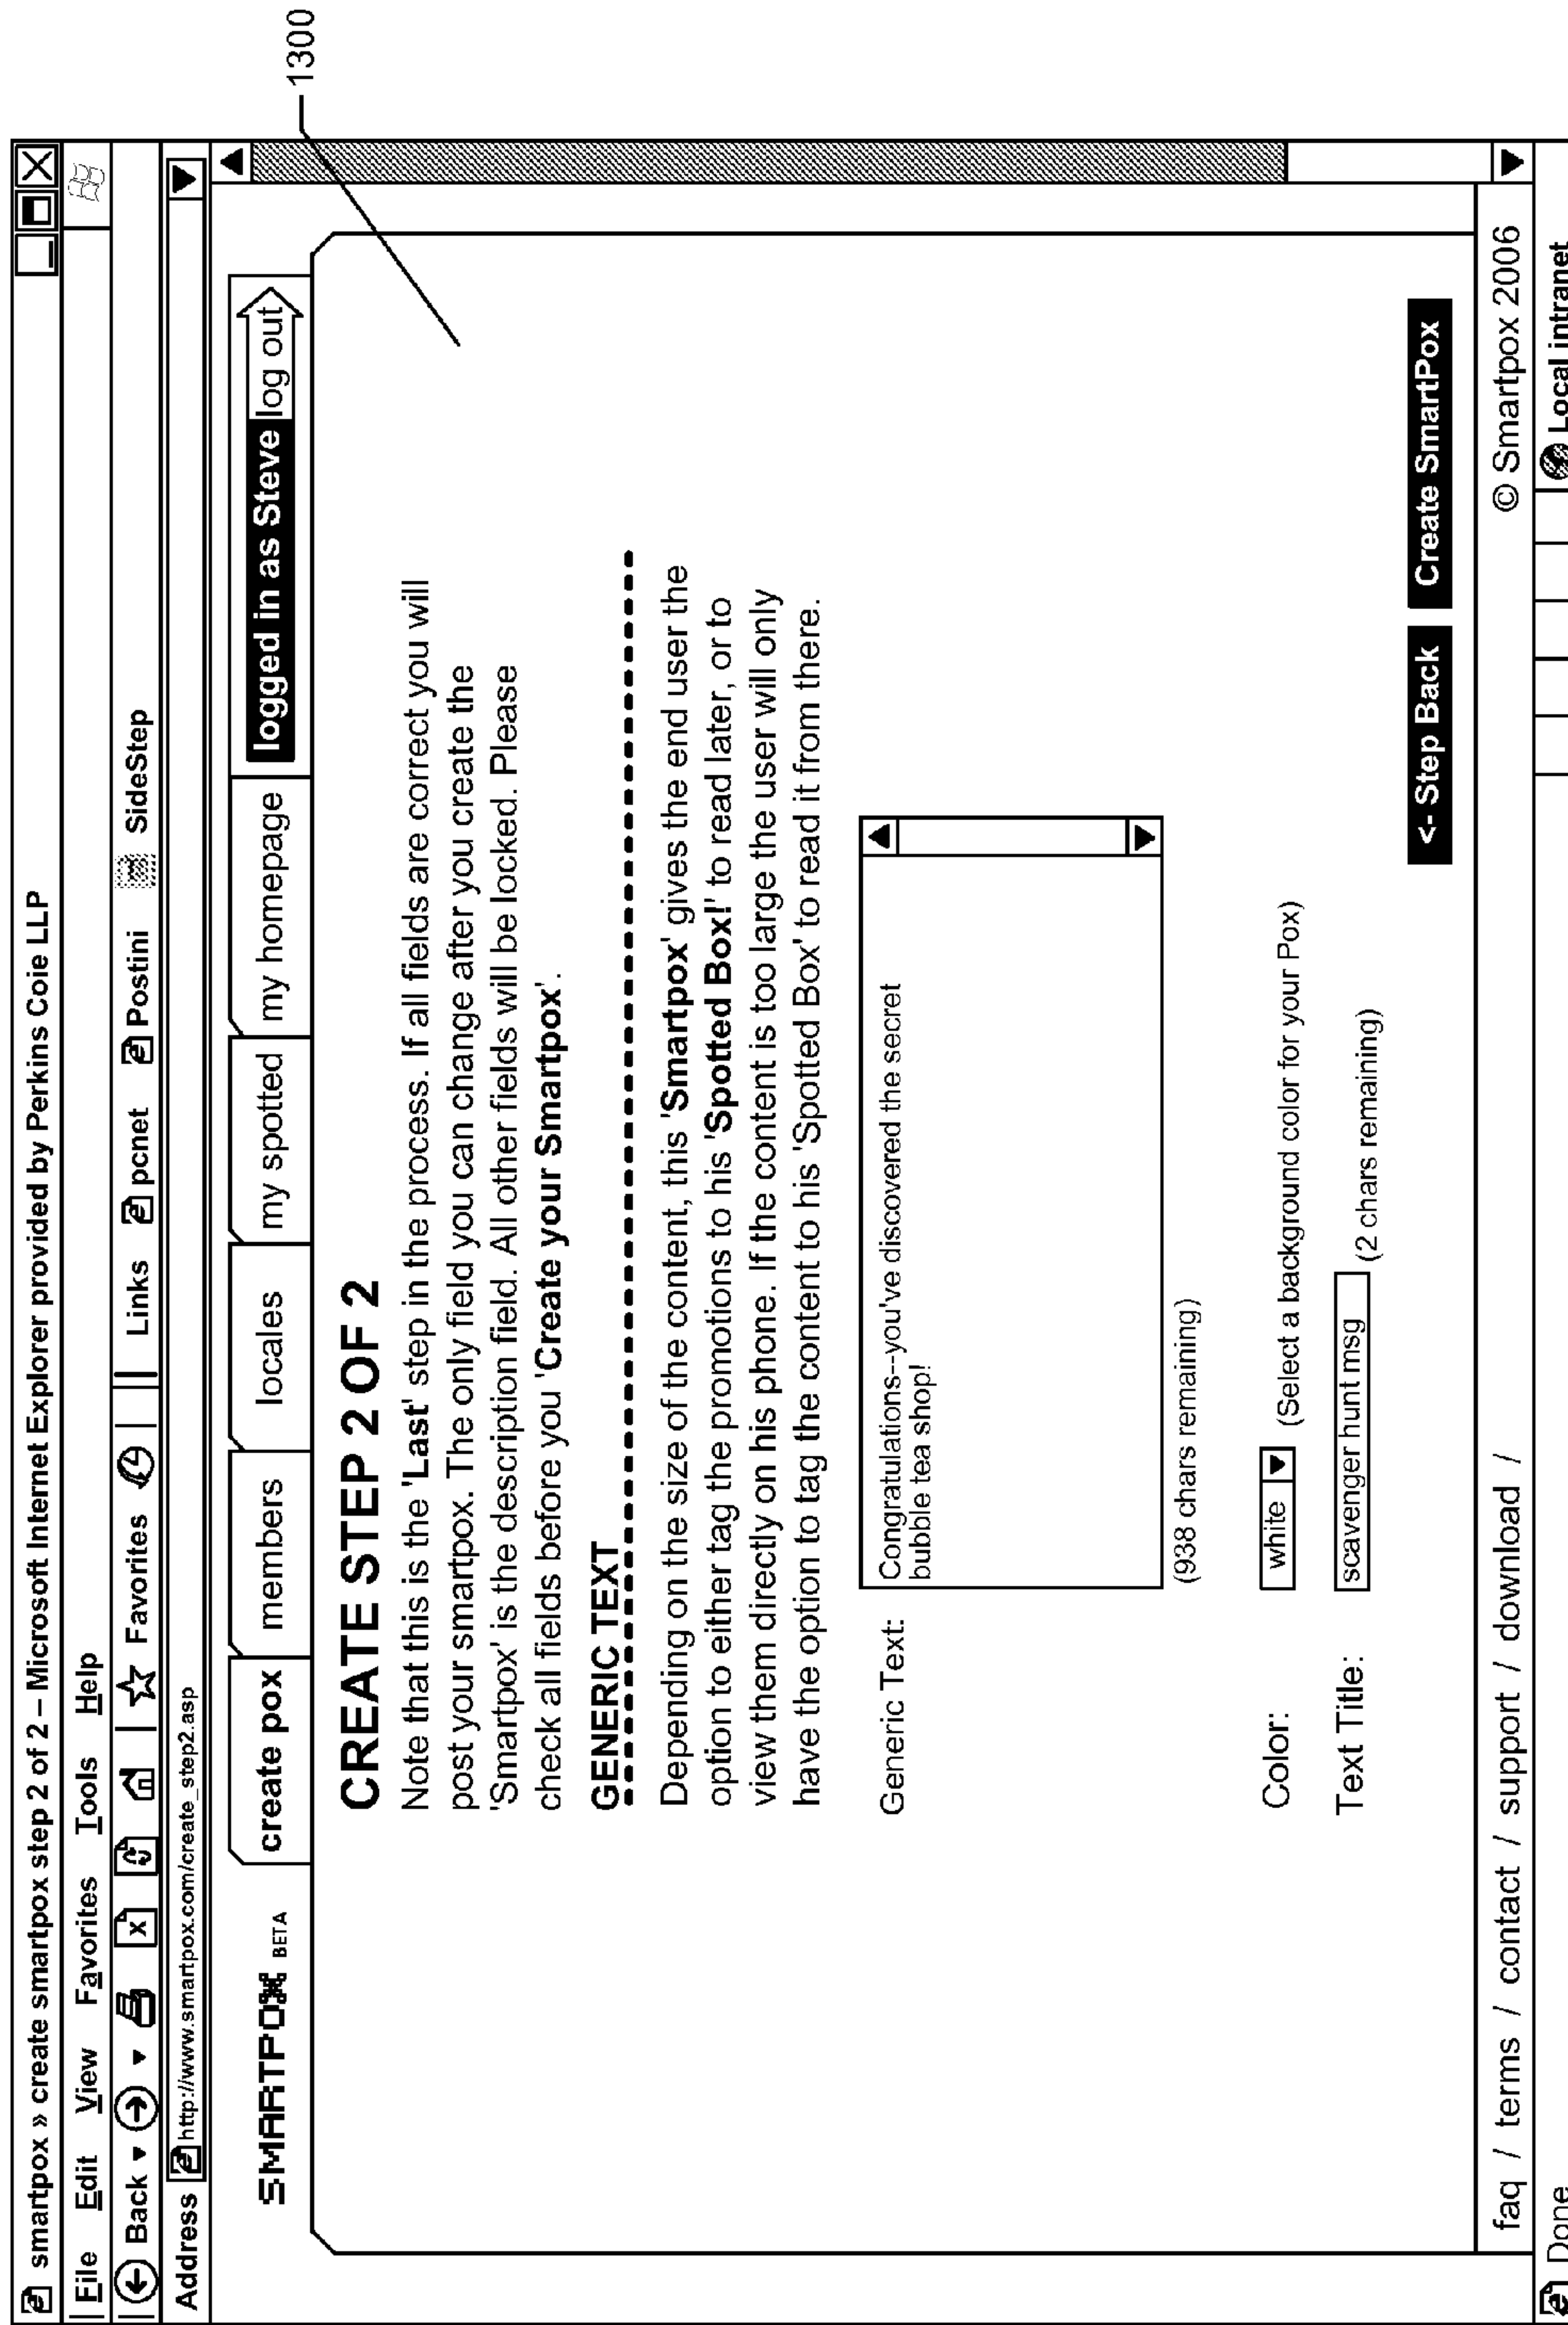 smartpox » create smartpox step 2 of 2 – Microsoft Internet Explorer provided by Perkins Coie LLP
File Edit View Favorites Tools Help
Back Favorites Links pcnet Postini SideStep
Address http://www.smartpox.com/create_step2.asp
SMARTPOX BETA create pox members locales my spotted my homepage logged in as Steve log out
1300
CREATE STEP 2 OF 2
Note that this is the 'Last' step in the process. If all fields are correct you will
post your smartpox. The only field you can change after you create the
'Smartpox' is the description field. All other fields will be locked. Please
check all fields before you 'Create your Smartpox'.
GENERIC TEXT
Depending on the size of the content, this 'Smartpox' gives the end user the
option to either tag the promotions to his 'Spotted Box!' to read later, or to
view them directly on his phone. If the content is too large the user will only
have the option to tag the content to his 'Spotted Box' to read it from there.
Generic Text: Congratulations--you've discovered the secret
bubble tea shop!
(938 chars remaining)
Color: white (Select a background color for your Pox)
Text Title: scavenger hunt msg (2 chars remaining)
<- Step Back Create SmartPox
faq / terms / contact / support / download / © Smartpox 2006
Done Local intranet